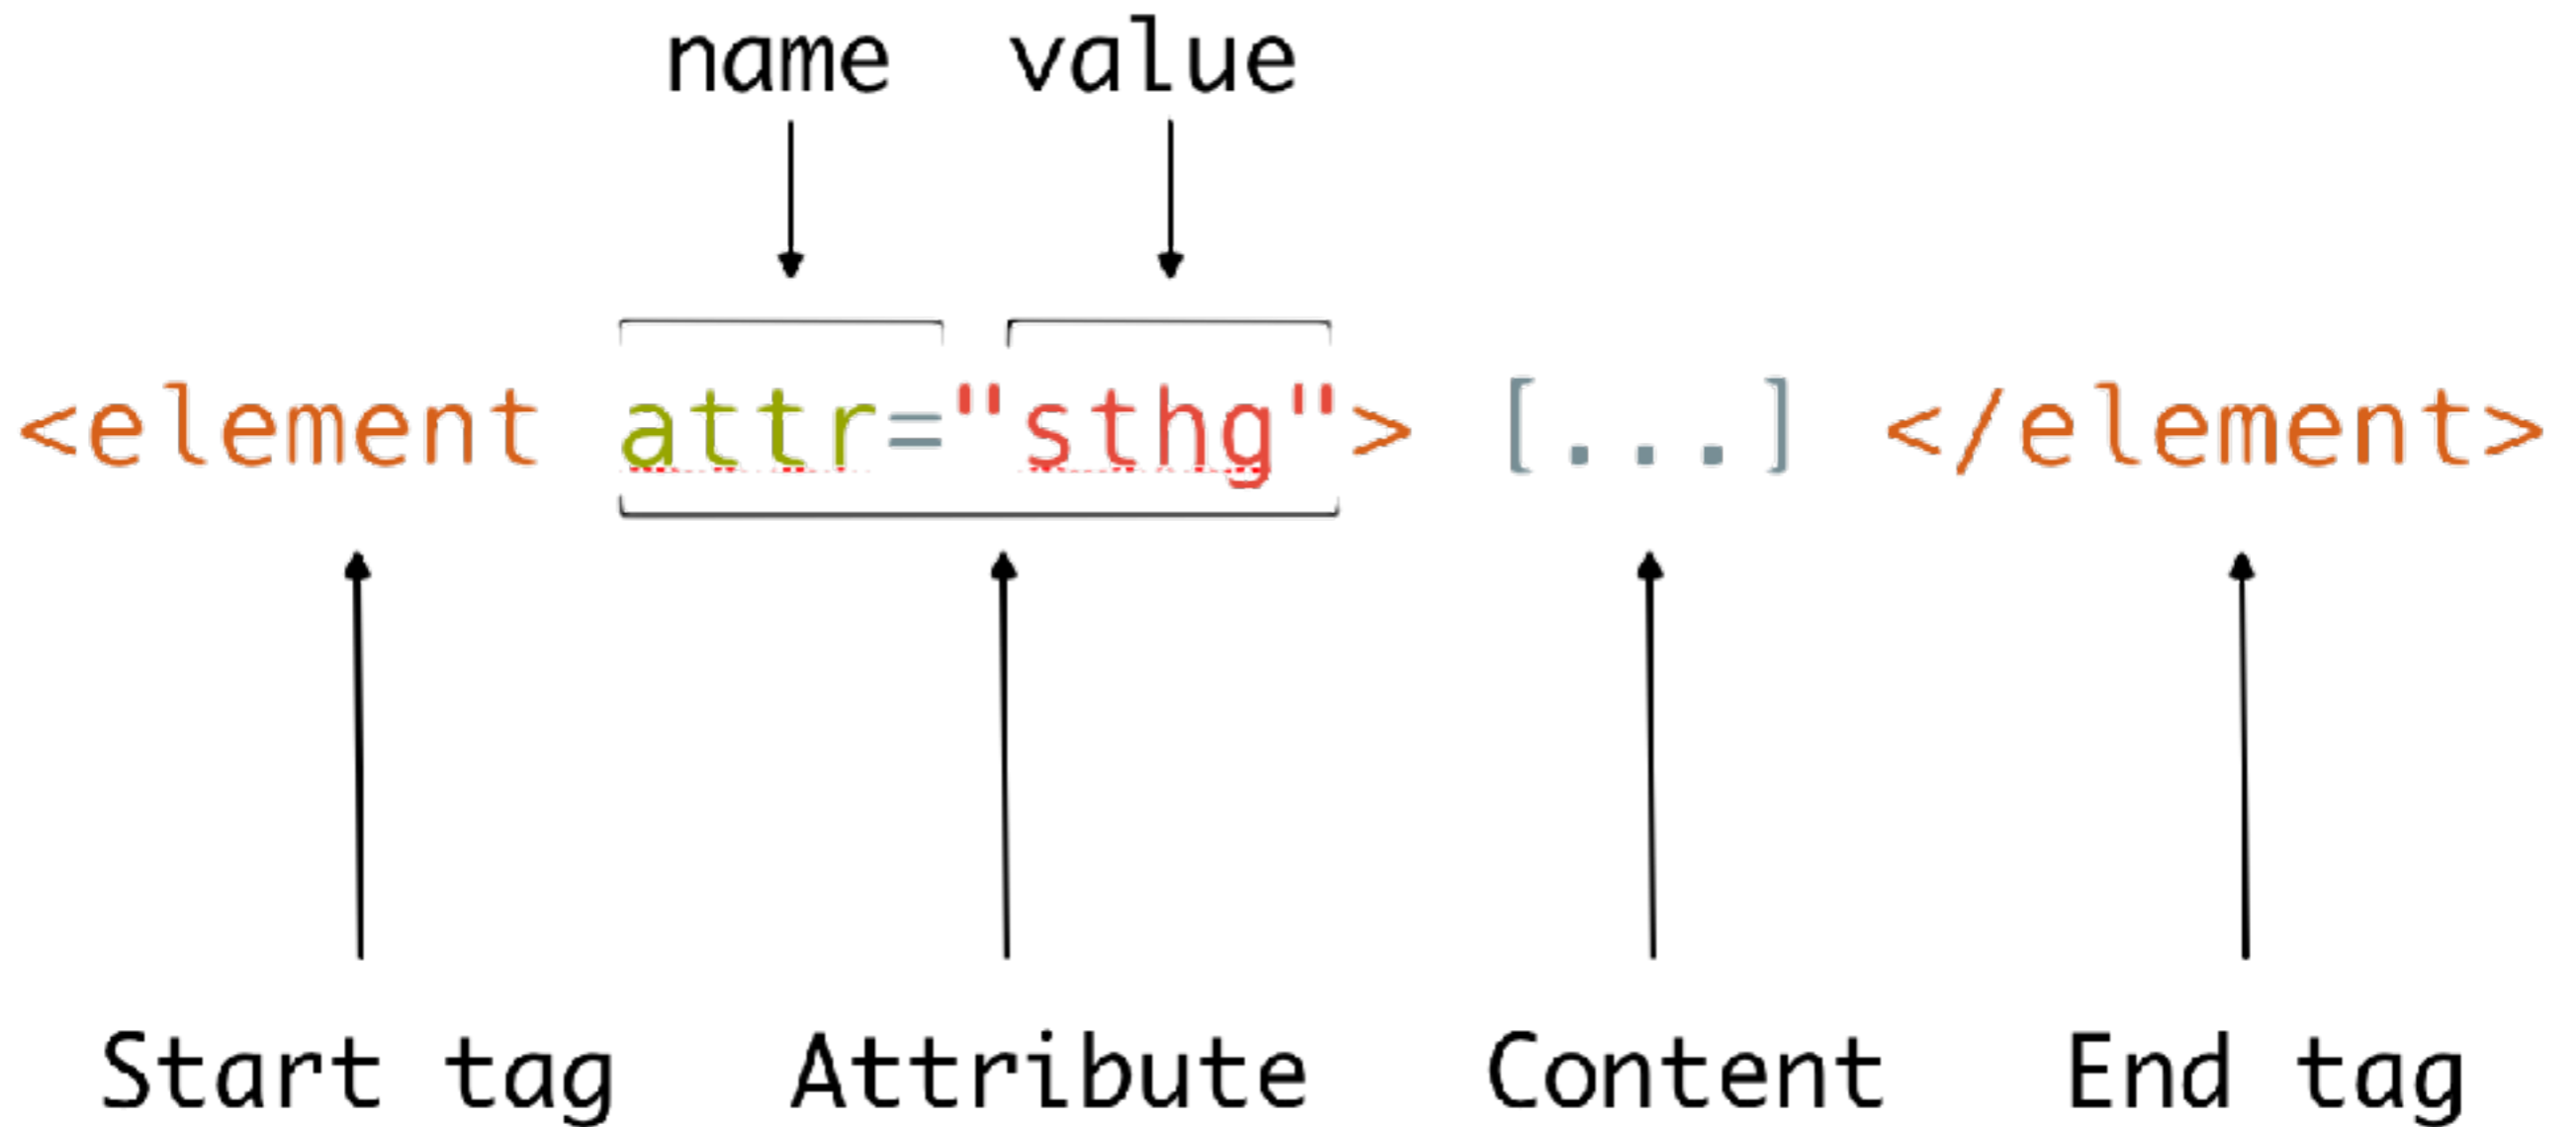 name value
<element attr="sthg"> [...] </element>
Start tag Attribute Content End tag